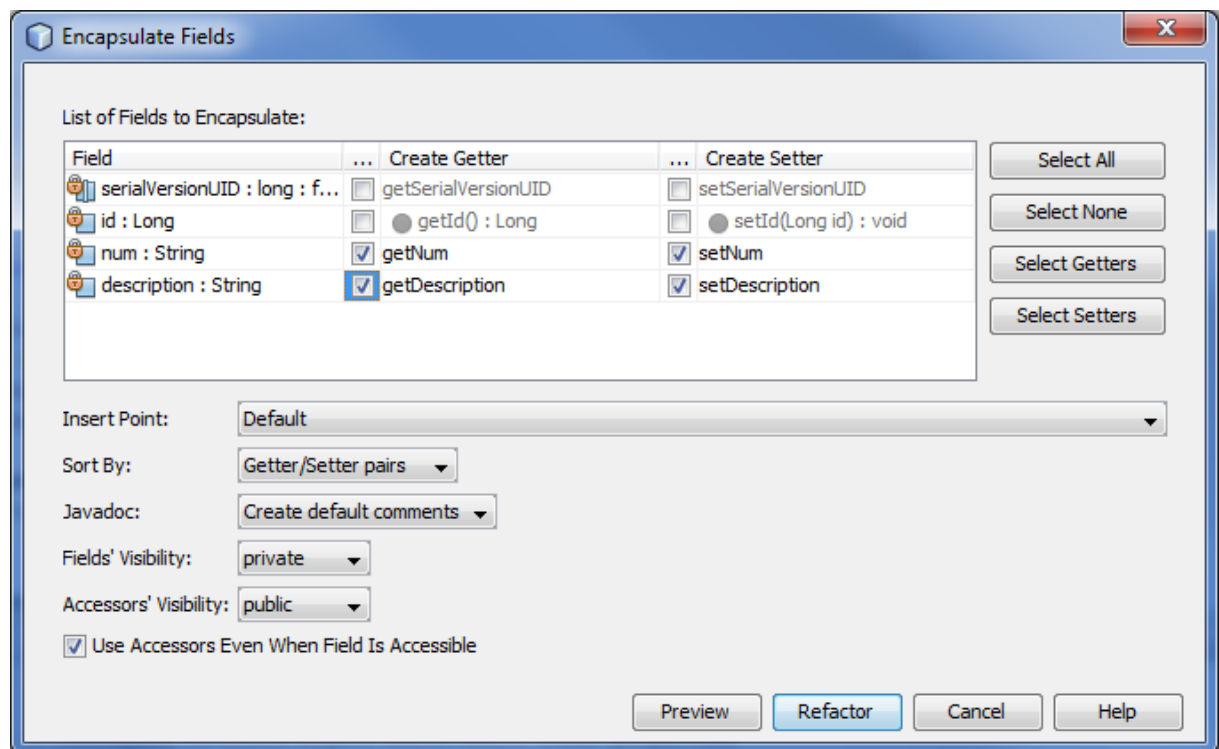 Encapsulate Fields
List of Fields to Encapsulate:
Field ... Create Getter ... Create Setter
serialVersionUID : long : f... getSerialVersionUID setSerialVersionUID
id : Long getId() : Long setId(Long id) : void
num : String getNum setNum
description : String getDescription setDescription
Select All
Select None
Select Getters
Select Setters
Insert Point: Default
Sort By: Getter/Setter pairs
Javadoc: Create default comments
Fields' Visibility: private
Accessors' Visibility: public
Use Accessors Even When Field Is Accessible
Preview Refactor Cancel Help